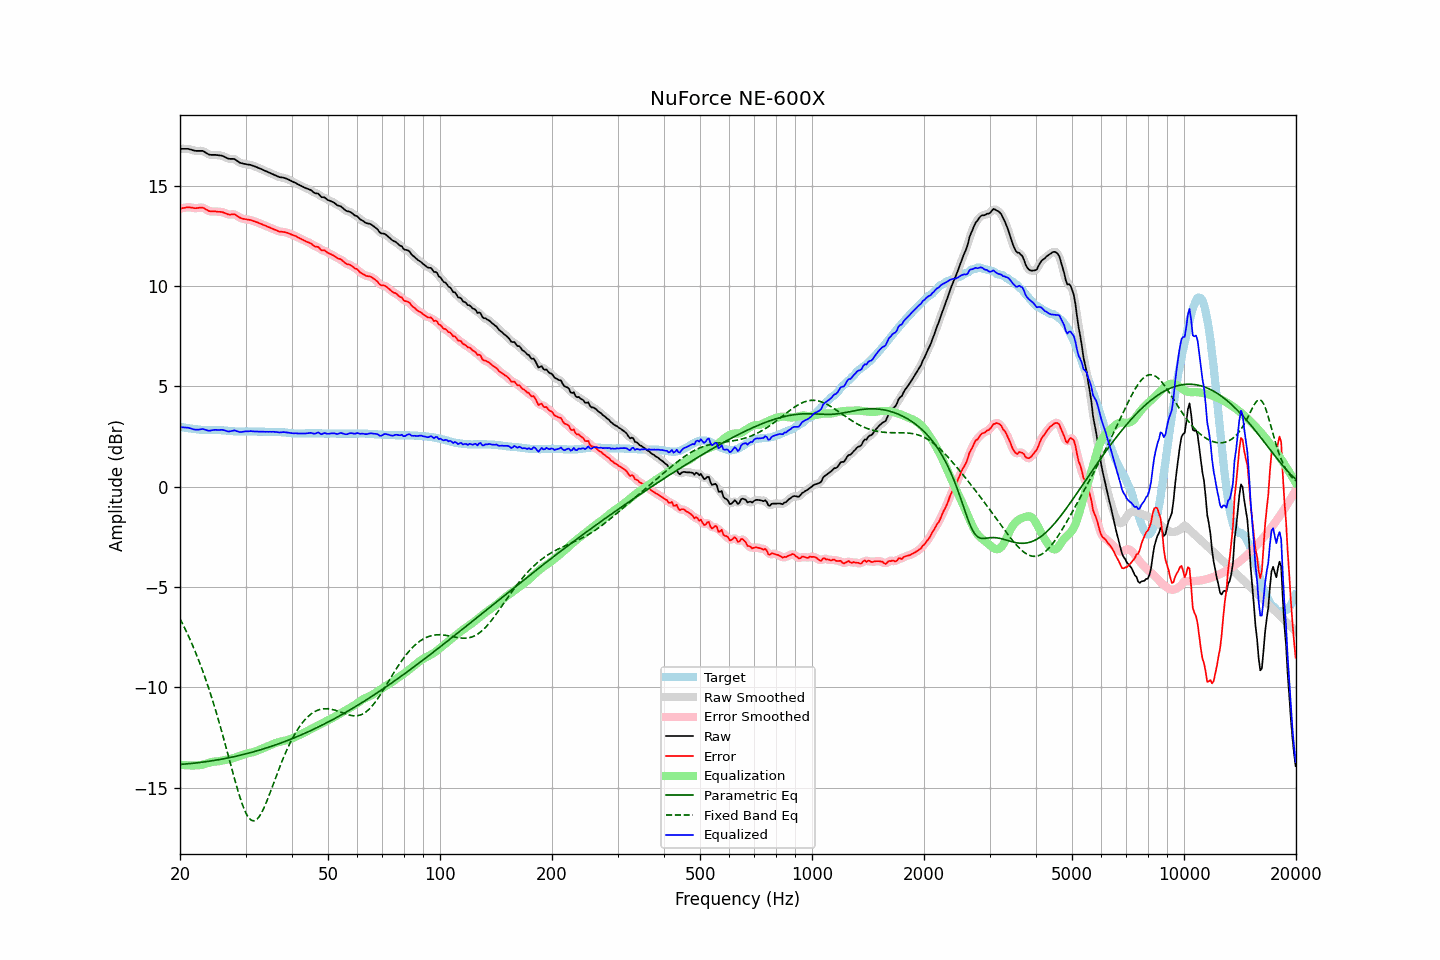 NuForce NE-600X
Amplitude (dBr)
15
10
5
0
−5
−10
−15
Target
Raw Smoothed
Error Smoothed
Raw
Error
Equalization
Parametric Eq
Fixed Band Eq
Equalized
20 50 100 200 500 1000 2000 5000 10000 20000
Frequency (Hz)